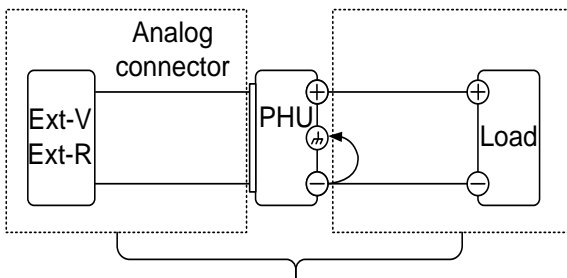 Analog
connector
Ext-V
Ext-R
PHU
Load
+
−
+
−